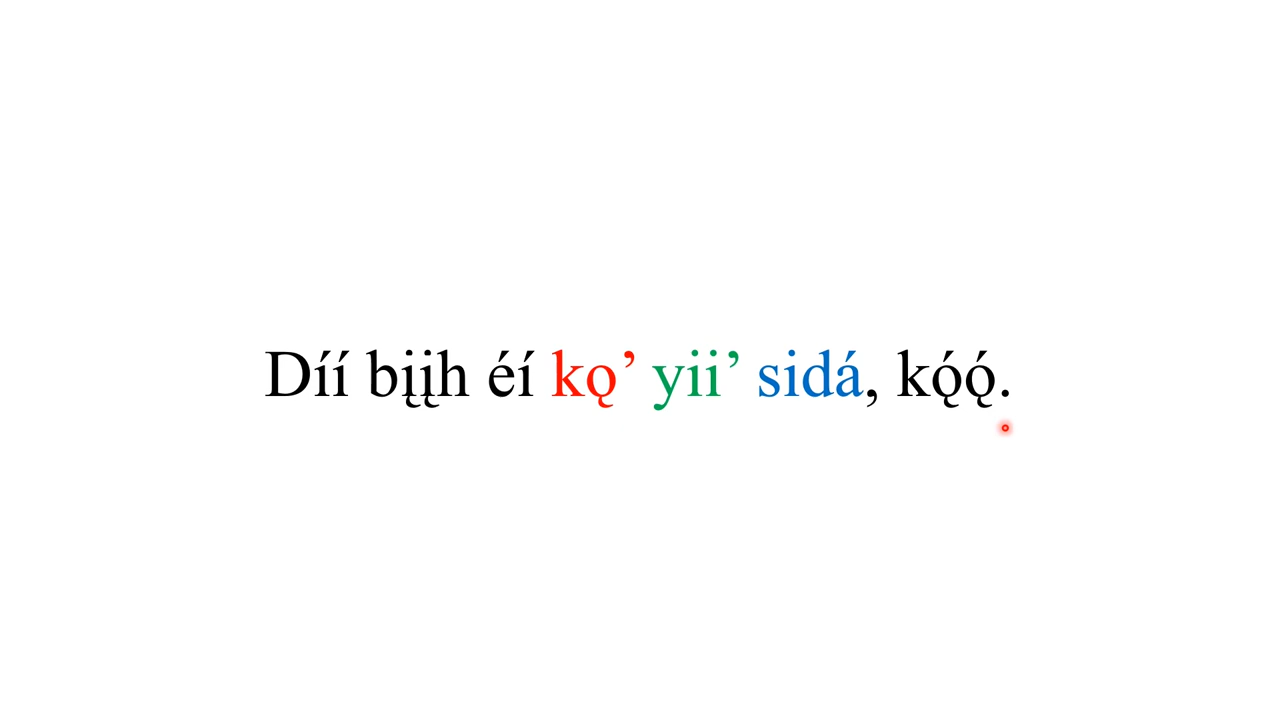 Díí bįįh éí kǫ’ yii’ sidá, kǫ́ǫ́.